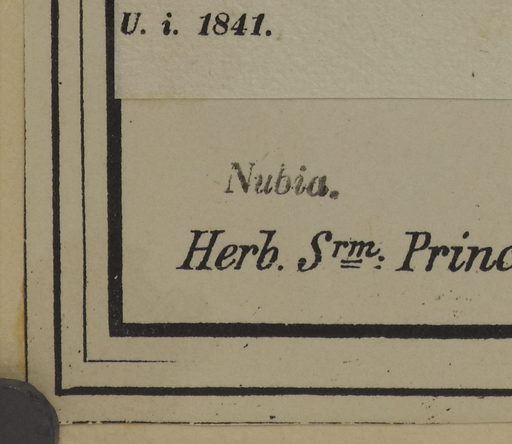 U. i. 1841.
Nubia.
Herb. Srm: Princ